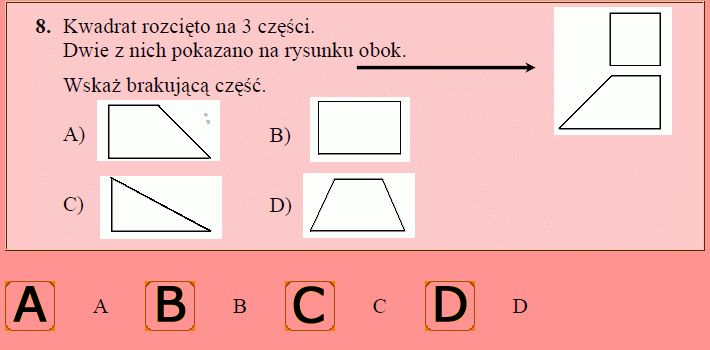 8. Kwadrat rozcięto na 3 części.
Dwie z nich pokazano na rysunku obok.
Wskaż brakującą część.
A) B)
C) D)
A A B B C C D D